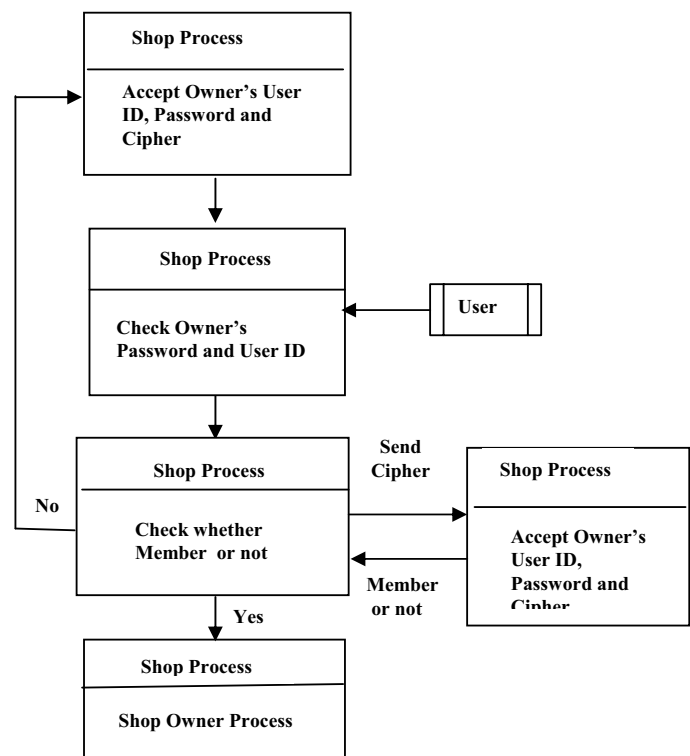 Shop Process
Accept Owner's User
ID, Password and
Cipher
Shop Process
User
Check Owner's
Password and User ID
Send
Cipher
Shop Process
Shop Process
No
Check whether
Member or not
Accept Owner's
User ID,
Password and
Cipher
Member
or not
Yes
Shop Process
Shop Owner Process